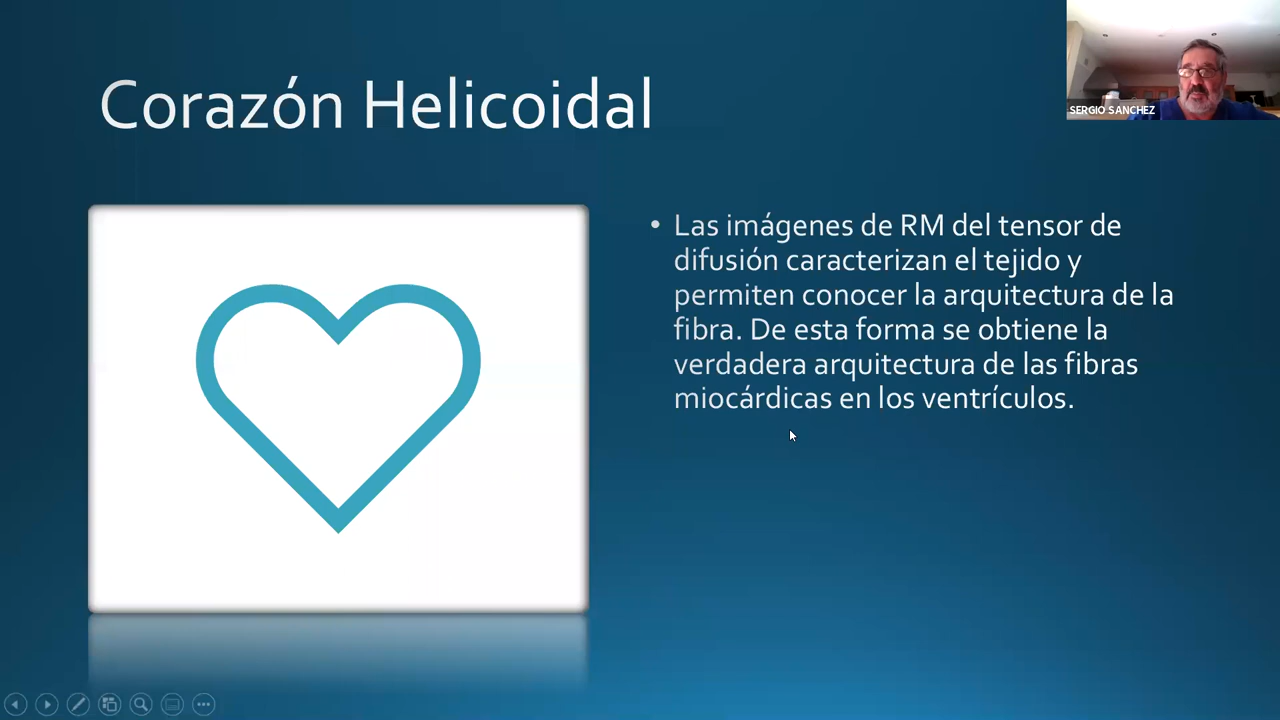 Corazón Helicoidal
SERGIO SANCHEZ
• Las imágenes de RM del tensor de
difusión caracterizan el tejido y
permiten conocer la arquitectura de la
fibra. De esta forma se obtiene la
verdadera arquitectura de las fibras
miocárdicas en los ventrículos.